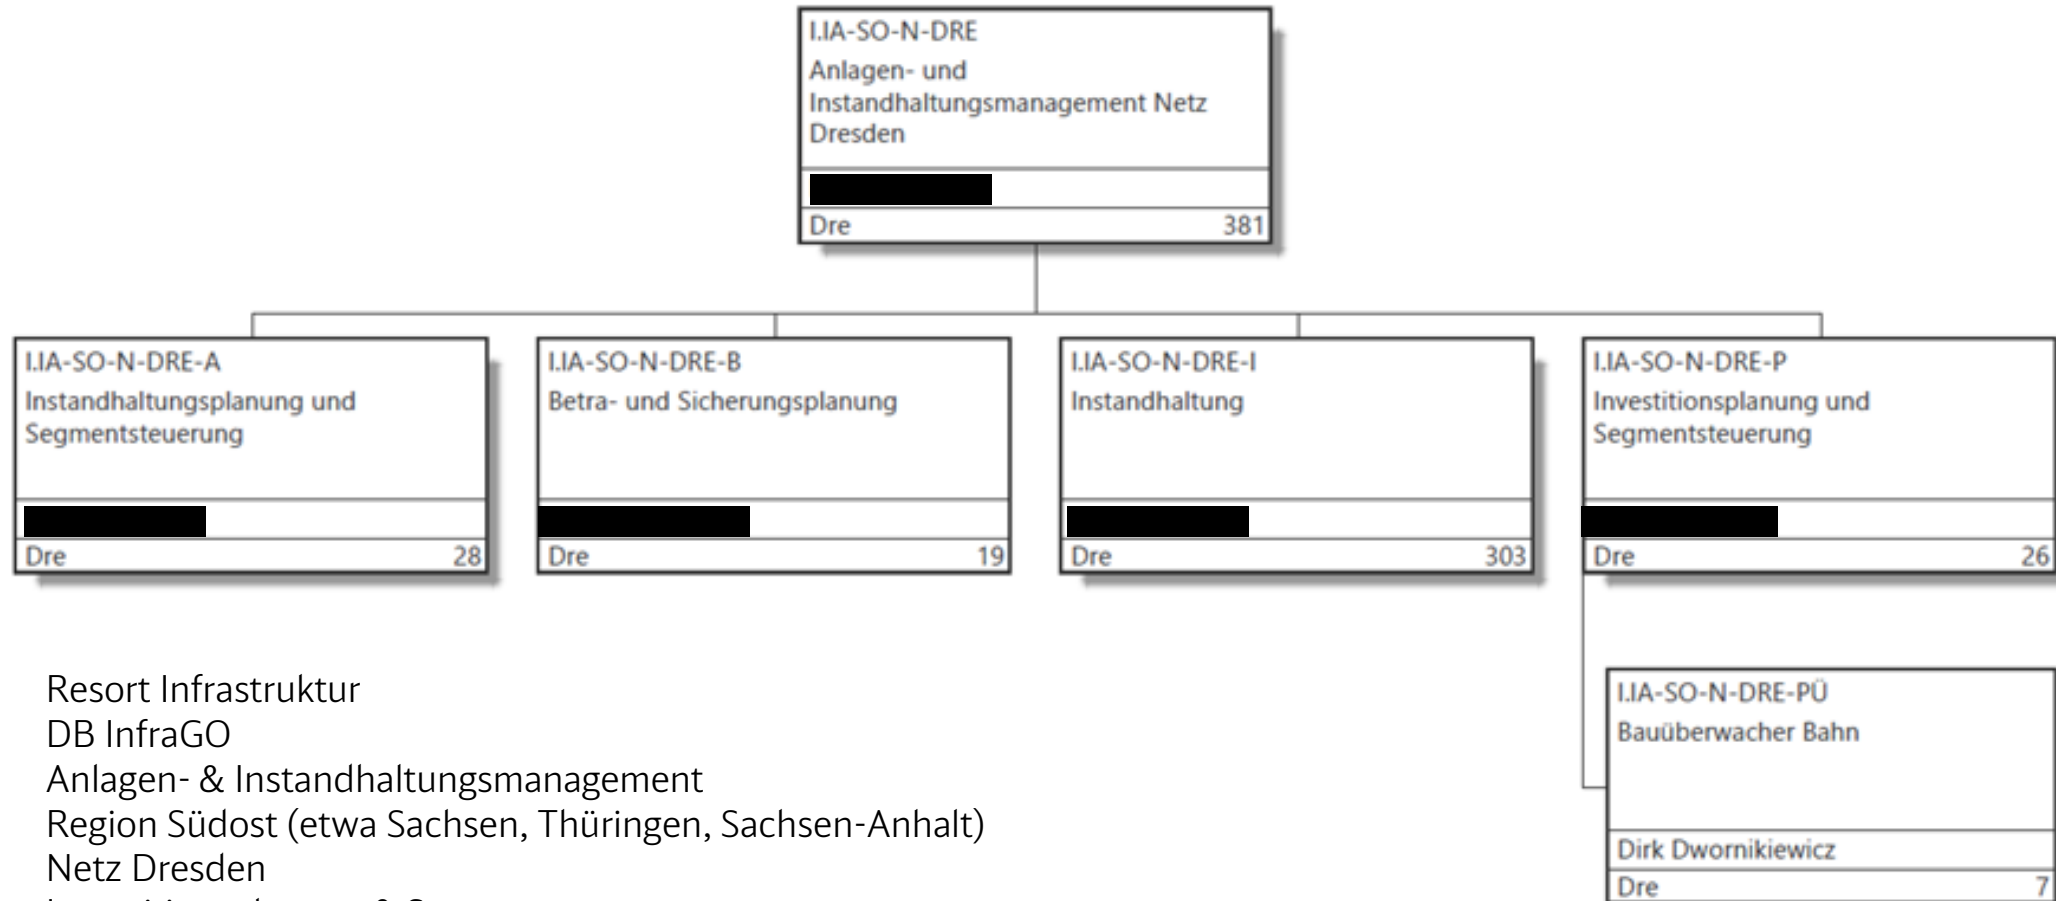 I.IA-SO-N-DRE
Anlagen- und
Instandhaltungsmanagement Netz
Dresden
Dre 381
I.IA-SO-N-DRE-A
Instandhaltungsplanung und
Segmentsteuerung
Dre 28
I.IA-SO-N-DRE-B
Betra- und Sicherungsplanung
Dre 19
I.IA-SO-N-DRE-I
Instandhaltung
Dre 303
I.IA-SO-N-DRE-P
Investitionsplanung und
Segmentsteuerung
Dre 26
I.IA-SO-N-DRE-PÜ
Bauüberwacher Bahn
Dirk Dwornikiewicz
Dre 7
Resort Infrastruktur
DB InfraGO
Anlagen- & Instandhaltungsmanagement
Region Südost (etwa Sachsen, Thüringen, Sachsen-Anhalt)
Netz Dresden